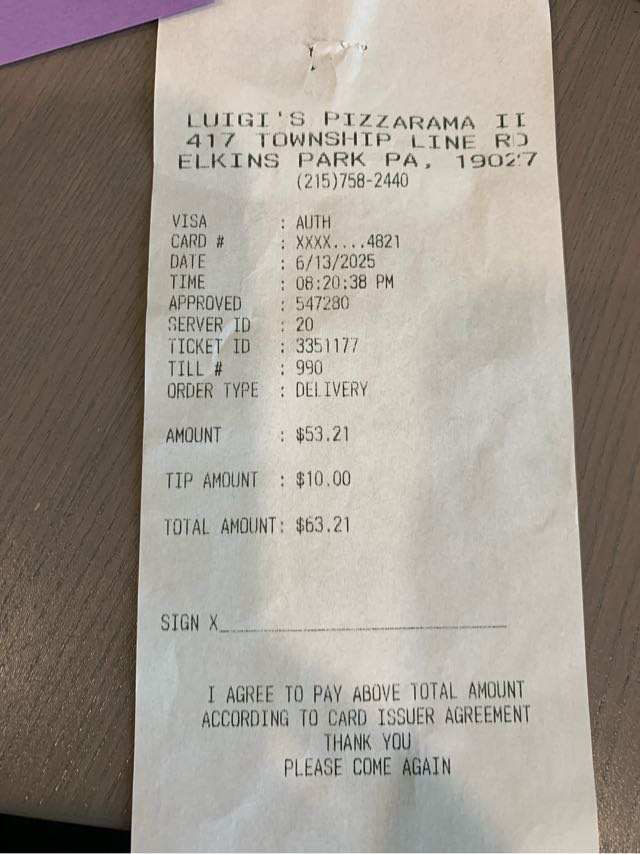 LUIGI'S PIZZARAMA II
417 TOWNSHIP LINE RD
ELKINS PARK PA, 19027
(215)758-2440
VISA : AUTH
CARD # : XXXX....4821
DATE : 6/13/2025
TIME : 08:20:38 PM
APPROVED : 547280
SERVER ID : 20
TICKET ID : 3351177
TILL # : 990
ORDER TYPE : DELIVERY
AMOUNT : $53.21
TIP AMOUNT : $10.00
TOTAL AMOUNT: $63.21
SIGN X
I AGREE TO PAY ABOVE TOTAL AMOUNT
ACCORDING TO CARD ISSUER AGREEMENT
THANK YOU
PLEASE COME AGAIN